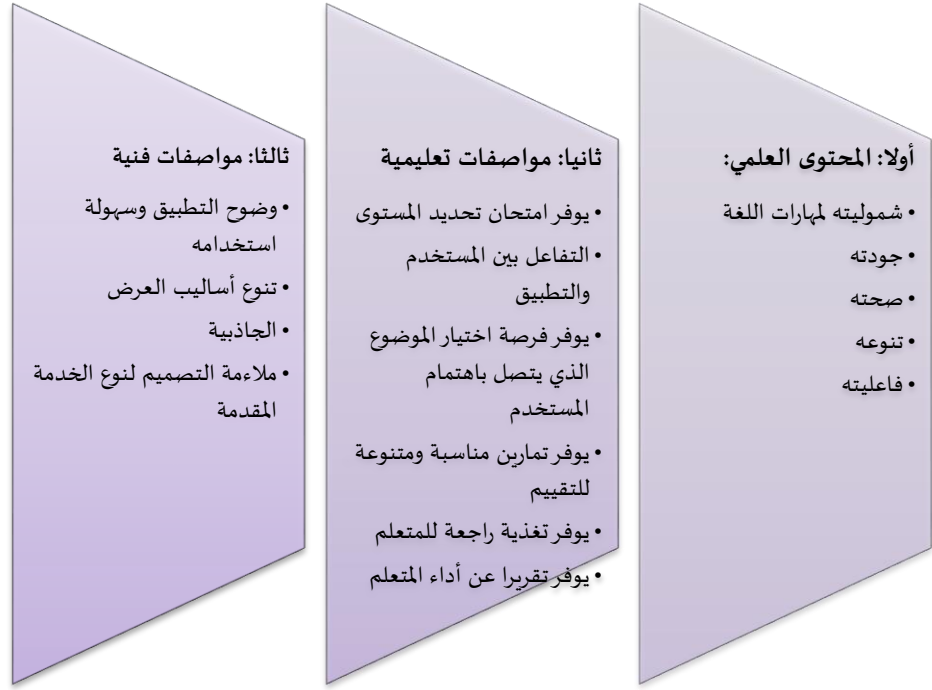 أولا: المحتوى العلمي:
• شموليته لمهارات اللغة
• جودته
• صحته
• تنوعه
• فاعليته
ثانيا: مواصفات تعليمية
• يوفر امتحان تحديد المستوى
• التفاعل بين المستخدم
والتطبيق
• يوفر فرصة اختيار الموضوع
الذي يتصل باهتمام
المستخدم
• يوفر تمارين مناسبة ومتنوعة
للتقييم
• يوفر تغذية راجعة للمتعلم
• يوفر تقريرا عن أداء المتعلم
ثالثا: مواصفات فنية
• وضوح التطبيق وسهولة
استخدامه
• تنوع أساليب العرض
• الجاذبية
• ملاءمة التصميم لنوع الخدمة
المقدمة